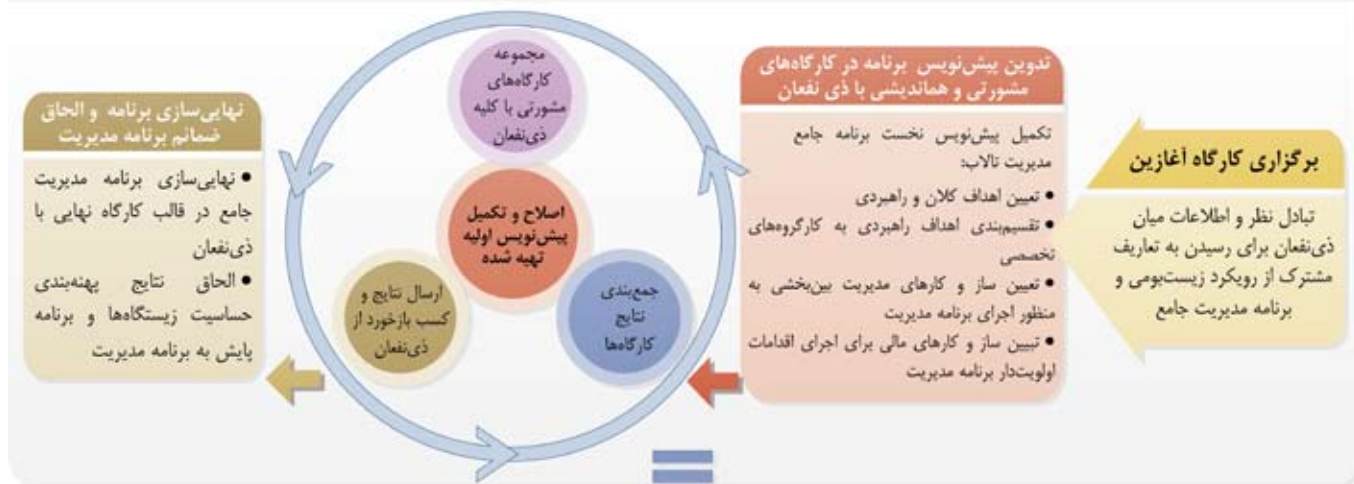 برگزاری کارگاه آغازین
تبادل نظر و اطلاعات میان
ذی‌نفعان برای رسیدن به تعاریف
مشترک از رویکرد زیست‌بومی و
برنامه مدیریت جامع
تدوین پیش‌نویس برنامه در کارگاه‌های
مشورتی و هماندیشی با ذی نفعان
تکمیل پیش‌نویس نخست برنامه جامع
مدیریت تالاب:
• تعیین اهداف کلان و راهبردی
• تقسیم‌بندی اهداف راهبردی به کارگروه‌های
تخصصی
• تعیین ساز و کارهای مدیریت بین‌بخشی به
منظور اجرای برنامه مدیریت
• تبیین ساز و کارهای مالی برای اجرای اقدامات
اولویت‌دار برنامه مدیریت
مجموعه
کارگاه‌های
مشورتی با کلیه
ذی‌نفعان
اصلاح و تکمیل
پیش‌نویس اولیه
تهیه شده
جمع‌بندی
نتایج
کارگاه‌ها
ارسال نتایج و
کسب بازخورد از
ذی‌نفعان
نهایی‌سازی برنامه و الحاق
ضمائم برنامه مدیریت
• نهایی‌سازی برنامه مدیریت
جامع در قالب کارگاه نهایی با
ذی‌نفعان
• الحاق نتایج پهنه‌بندی
حساسیت زیستگاه‌ها و برنامه
پایش به برنامه مدیریت